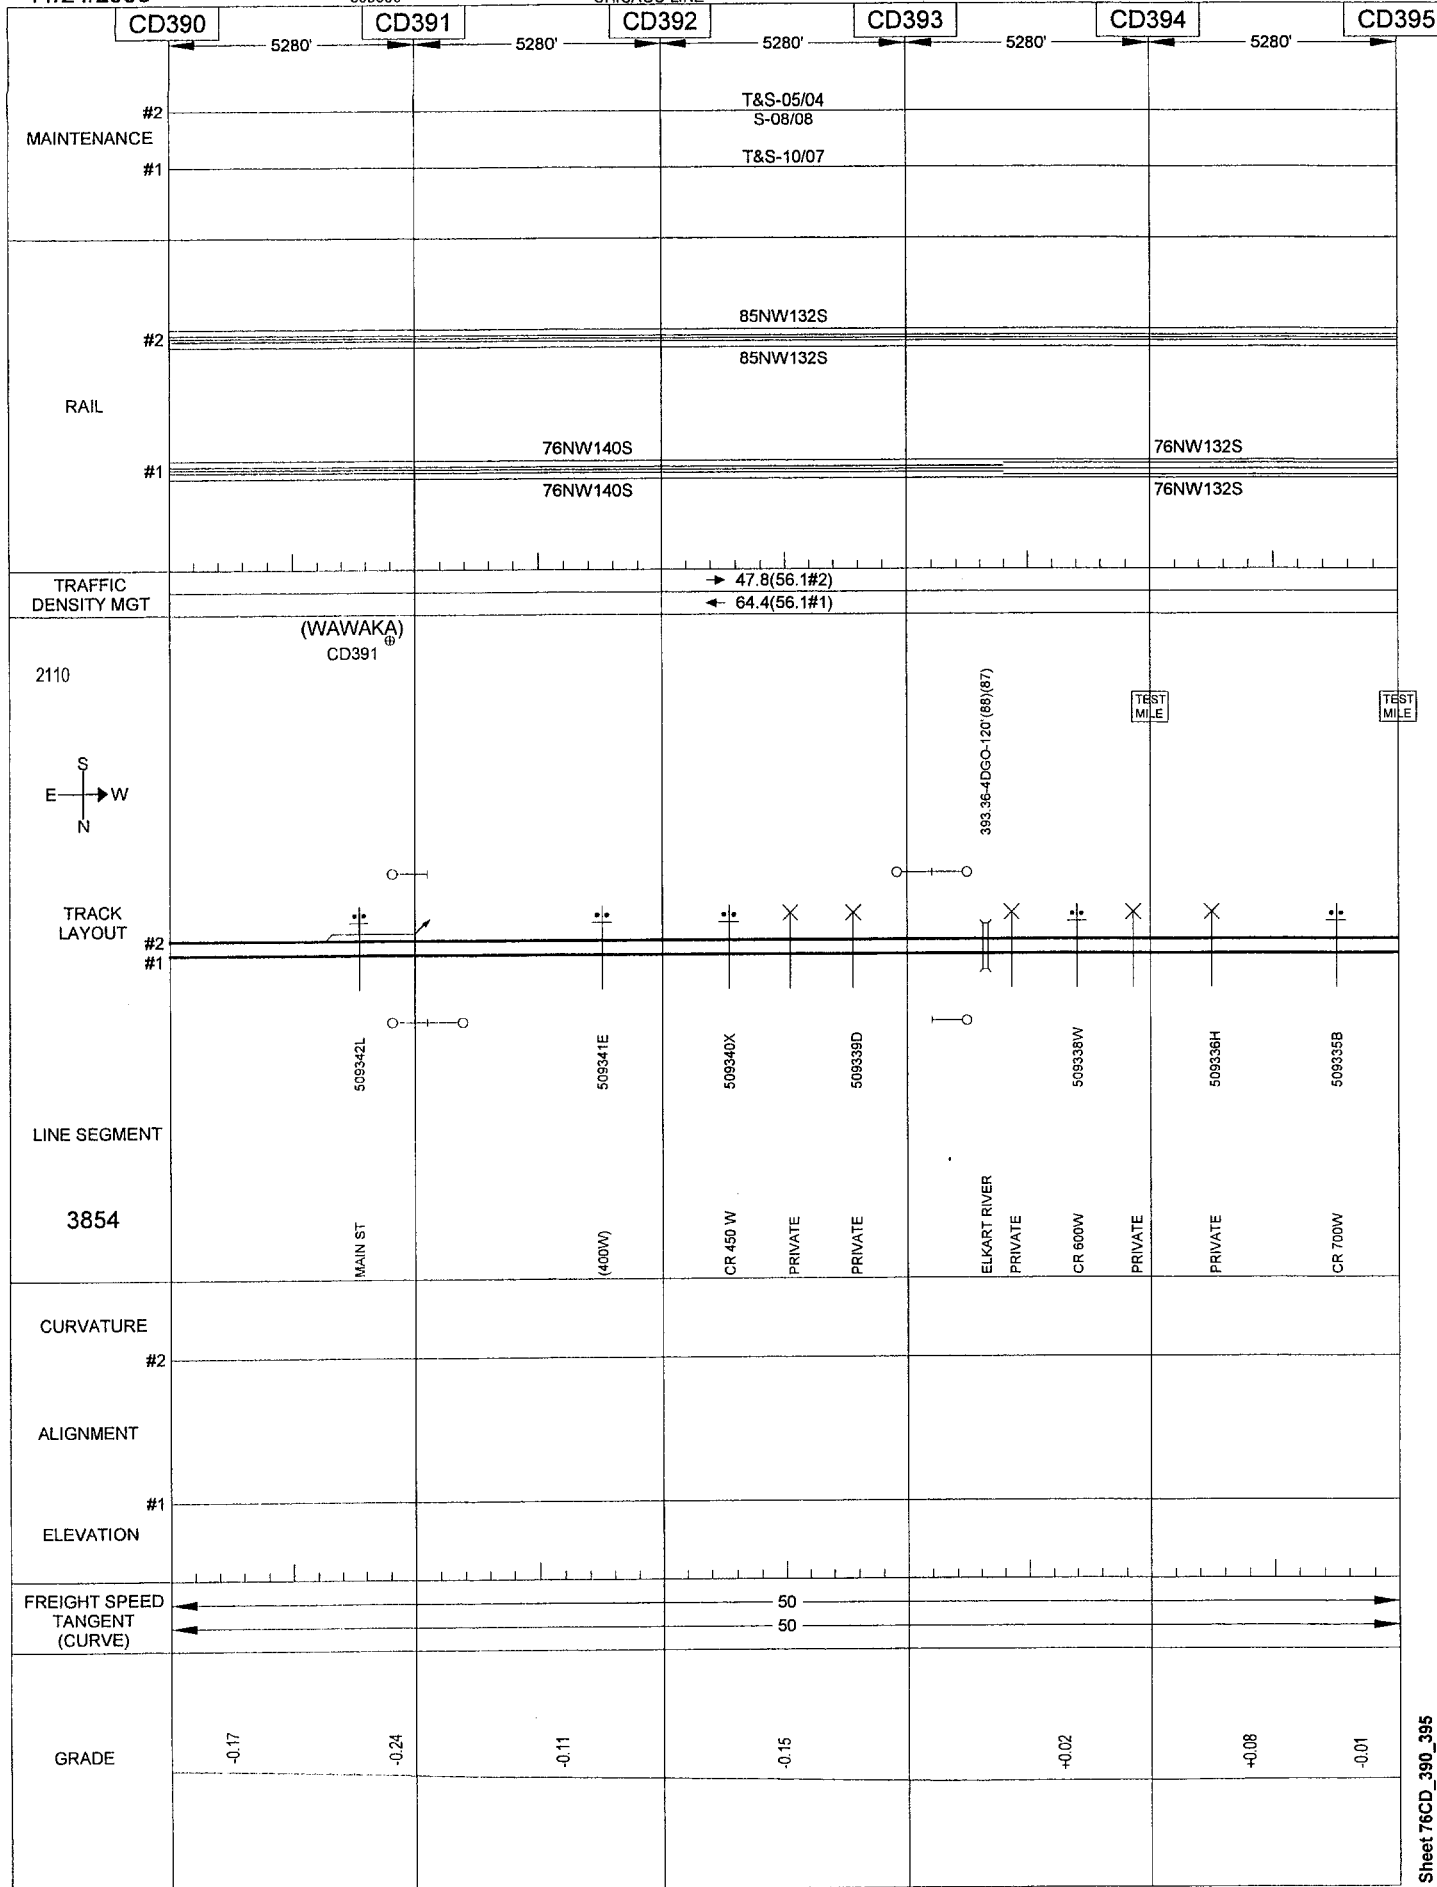 CD390 CD391 CD392 CD393 CD394 CD395
5280' 5280' 5280' 5280' 5280'
MAINTENANCE
#2
T&S-05/04
S-08/08
#1
T&S-10/07
RAIL
#2
85NW132S
85NW132S
#1
76NW140S 76NW132S
76NW140S 76NW132S
TRAFFIC
DENSITY MGT
→ 47.8(56.1#2)
← 64.4(56.1#1)
(WAWAKA)
CD391
2110
393.36-4DGO-120'(88)(87)
TEST
MILE
TEST
MILE
S
E W
N
TRACK
LAYOUT
#2
#1
509342L
509341E
509340X
509339D
509338W
509336H
509335B
LINE SEGMENT
3854
MAIN ST
(400W)
CR 450 W
PRIVATE
PRIVATE
ELKART RIVER
PRIVATE
CR 600W
PRIVATE
PRIVATE
CR 700W
CURVATURE
#2
ALIGNMENT
#1
ELEVATION
FREIGHT SPEED
TANGENT
(CURVE)
50
50
GRADE
-0.17
-0.24
-0.11
-0.15
+0.02
+0.08
-0.01
Sheet 76CD_390_395